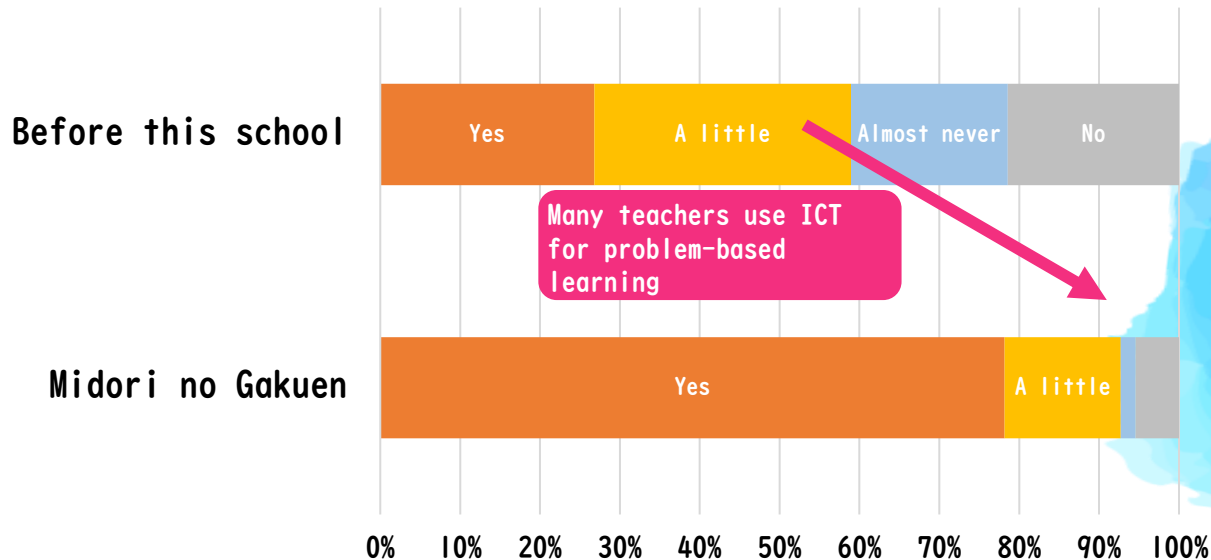 Before this school
Yes
A little
Almost never
No
Many teachers use ICT
for problem-based
learning
Midori no Gakuen
Yes
A little
0%
10%
20%
30%
40%
50%
60%
70%
80%
90%
100%